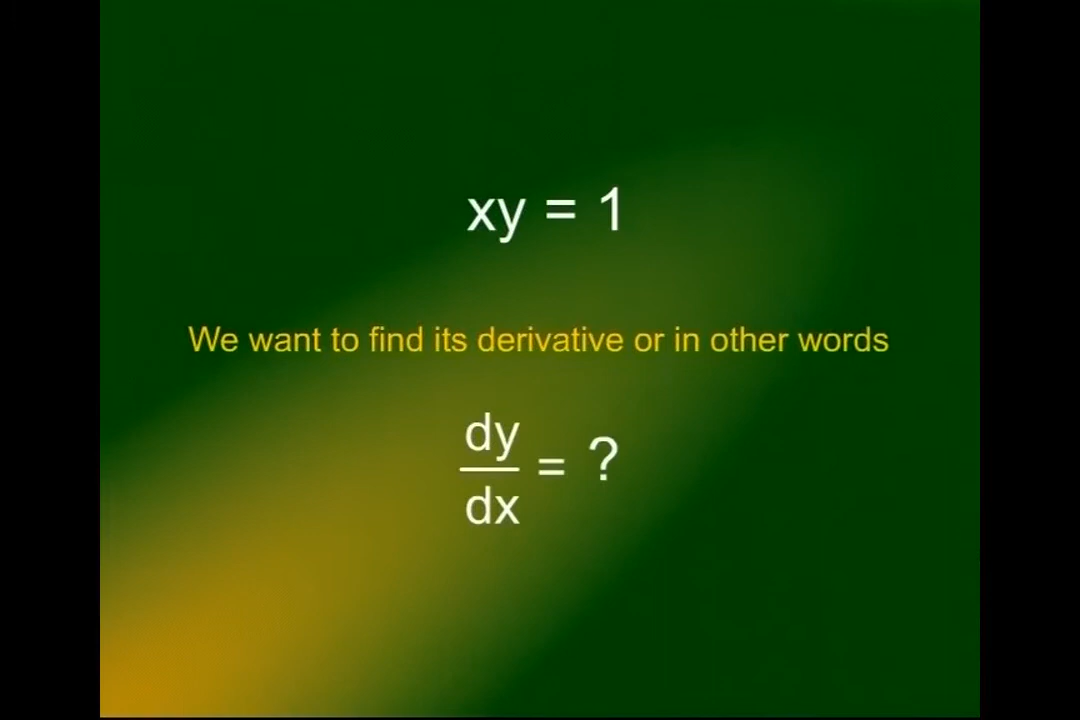 xy = 1
We want to find its derivative or in other words
dy
dx
= ?